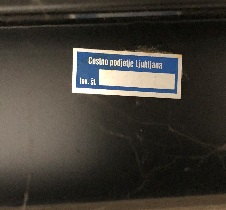 Cestno podjetje Ljubljana
Inv. št.